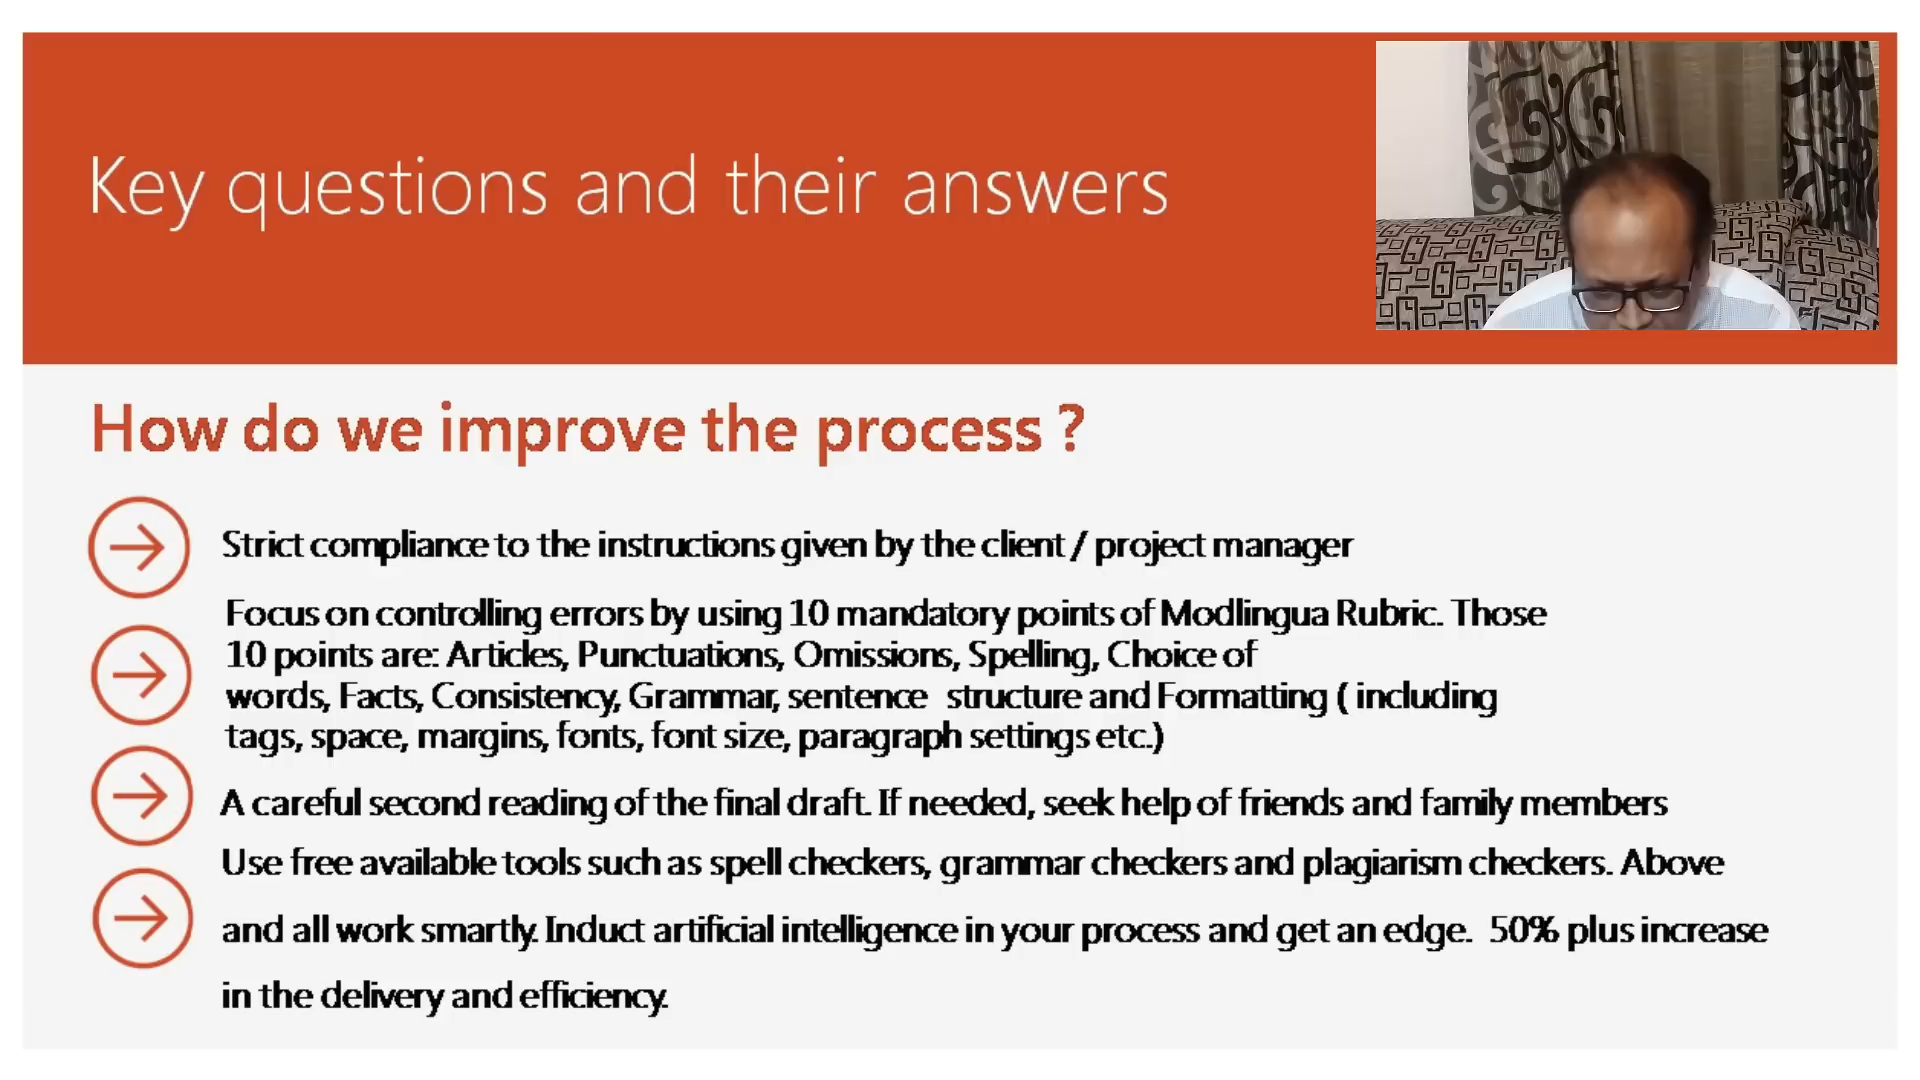 Key questions and their answers
How do we improve the process ?
Strict compliance to the instructions given by the client / project manager
Focus on controlling errors by using 10 mandatory points of Modlingua Rubric. Those
10 points are: Articles, Punctuations, Omissions, Spelling, Choice of
words, Facts, Consistency, Grammar, sentence structure and Formatting ( including
tags, space, margins, fonts, font size, paragraph settings etc.)
A careful second reading of the final draft. If needed, seek help of friends and family members
Use free available tools such as spell checkers, grammar checkers and plagiarism checkers. Above
and all work smartly. Induct artificial intelligence in your process and get an edge. 50% plus increase
in the delivery and efficiency.